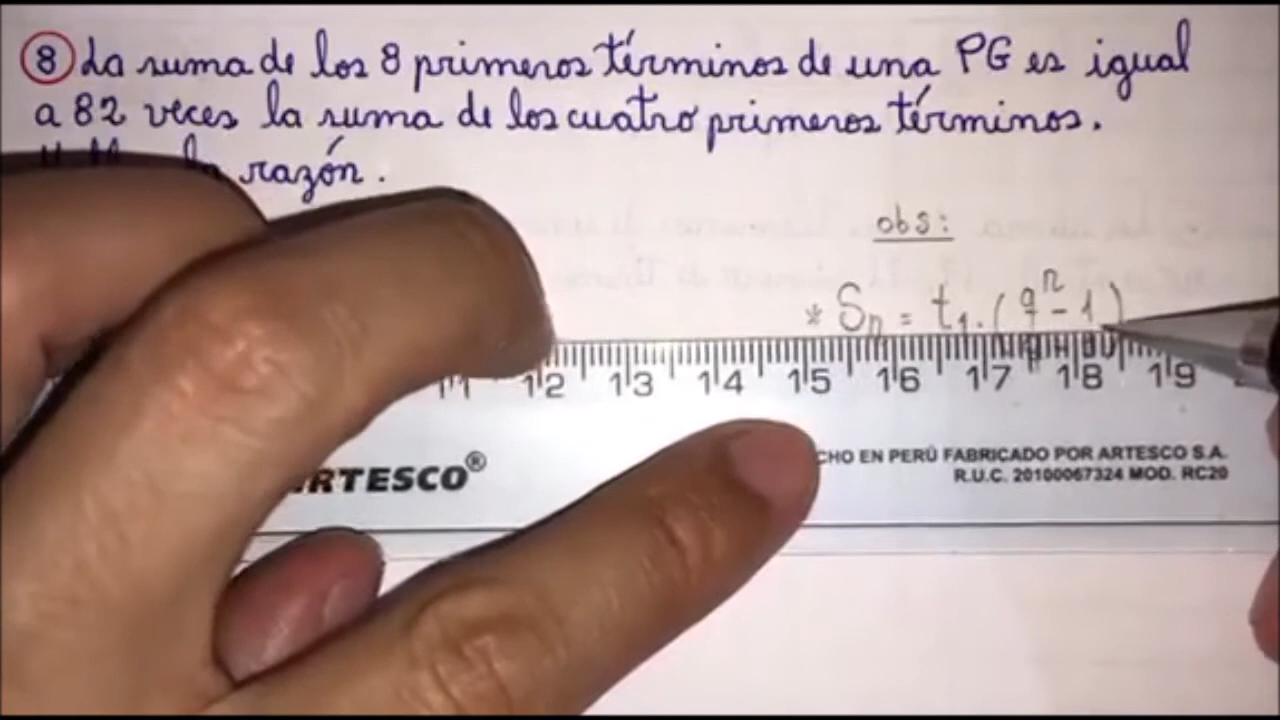 8 La suma de los 8 primeros términos de una PG es igual
a 82 veces la suma de los cuatro primeros términos.
la razón.
obs:
* Sn = t1.(q^n - 1)
11 12 13 14 15 16 17 18 19
ARTESCO®
CHO EN PERÚ FABRICADO POR ARTESCO S.A.
R.U.C. 20100067324 MOD. RC20